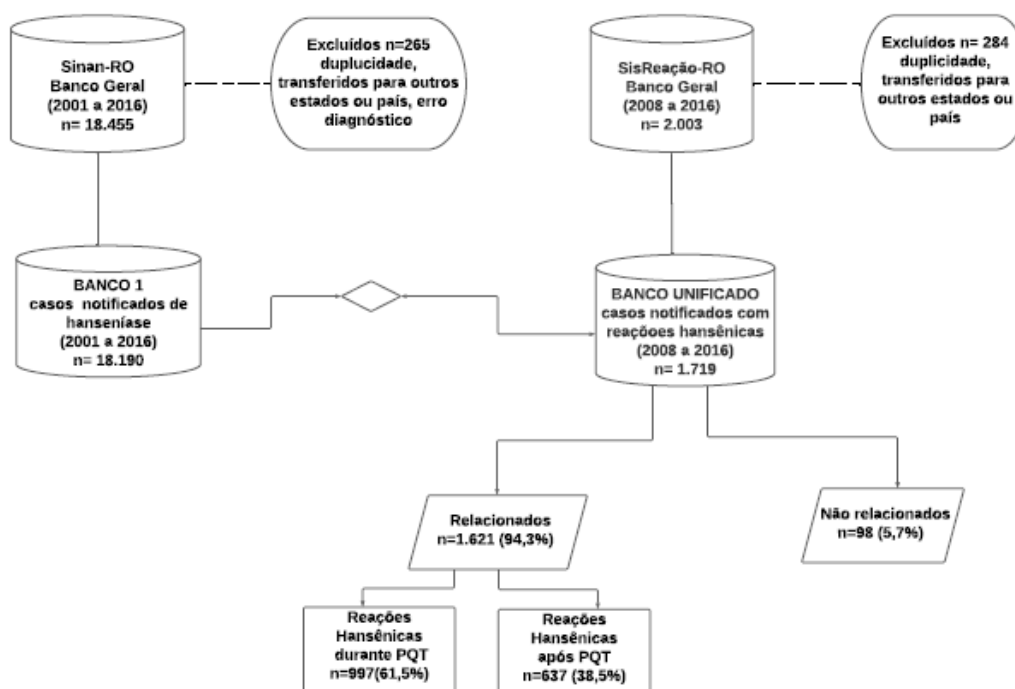 Sinan-RO
Banco Geral
(2001 a 2016)
n= 18.455
Excluídos n=265
duplucidade,
transferidos para outros
estados ou país, erro
diagnóstico
SisReação-RO
Banco Geral
(2008 a 2016)
n= 2.003
Excluídos n= 284
duplicidade,
transferidos para
outros estados ou
país
BANCO 1
casos notificados de
hanseníase
(2001 a 2016)
n= 18.190
BANCO UNIFICADO
casos notificados com
reaçõoes hansênicas
(2008 a 2016)
n= 1.719
Relacionados
n=1.621 (94,3%)
Não relacionados
n=98 (5,7%)
Reações
Hansênicas
durante PQT
n=997(61,5%)
Reações
Hansênicas
após PQT
n=637 (38,5%)